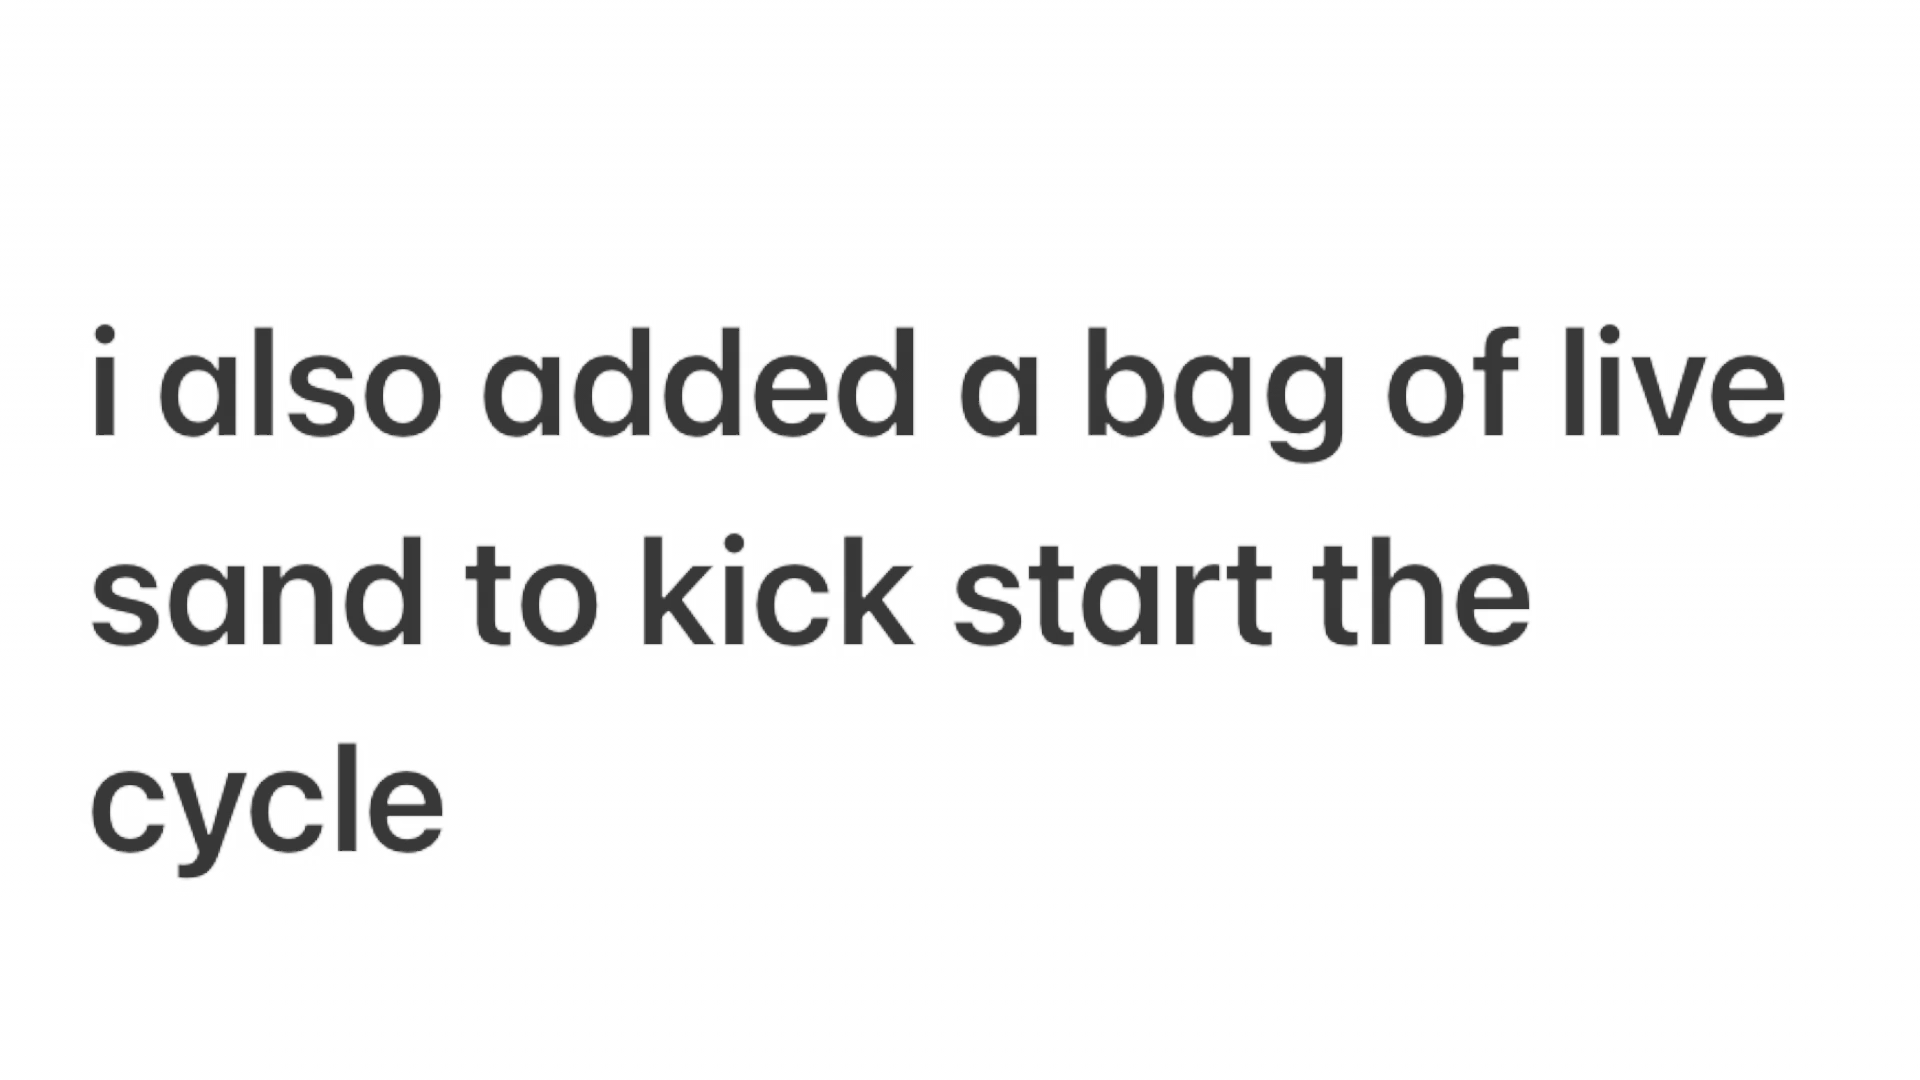 i also added a bag of live
sand to kick start the
cycle